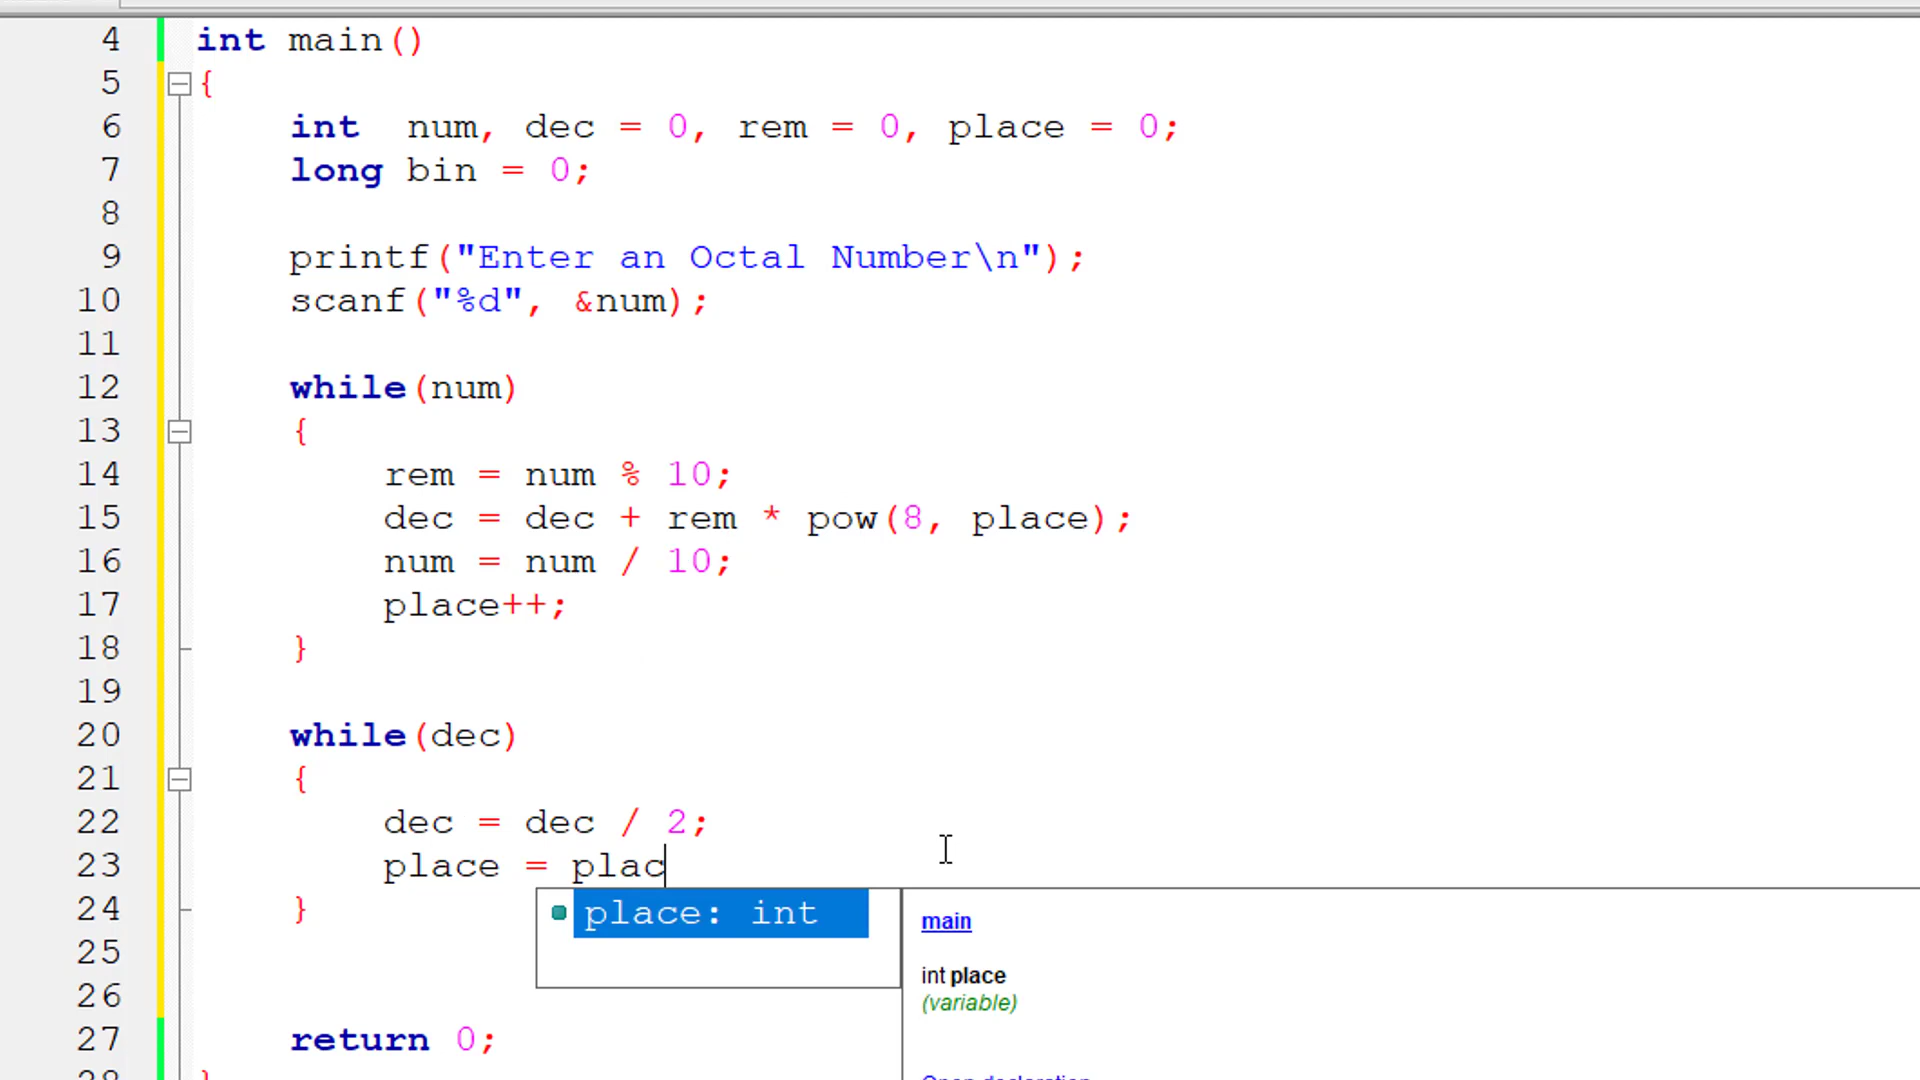 4 int main()
5 {
6 int  num, dec = 0, rem = 0, place = 0;
7 long bin = 0;
8
9 printf("Enter an Octal Number\n");
10 scanf("%d", &num);
11
12 while(num)
13 {
14 rem = num % 10;
15 dec = dec + rem * pow(8, place);
16 num = num / 10;
17 place++;
18 }
19
20 while(dec)
21 {
22 dec = dec / 2;
23 place = plac
24 }
place: int
main
25
int place
26
(variable)
27 return 0;
28 }
Open declaration